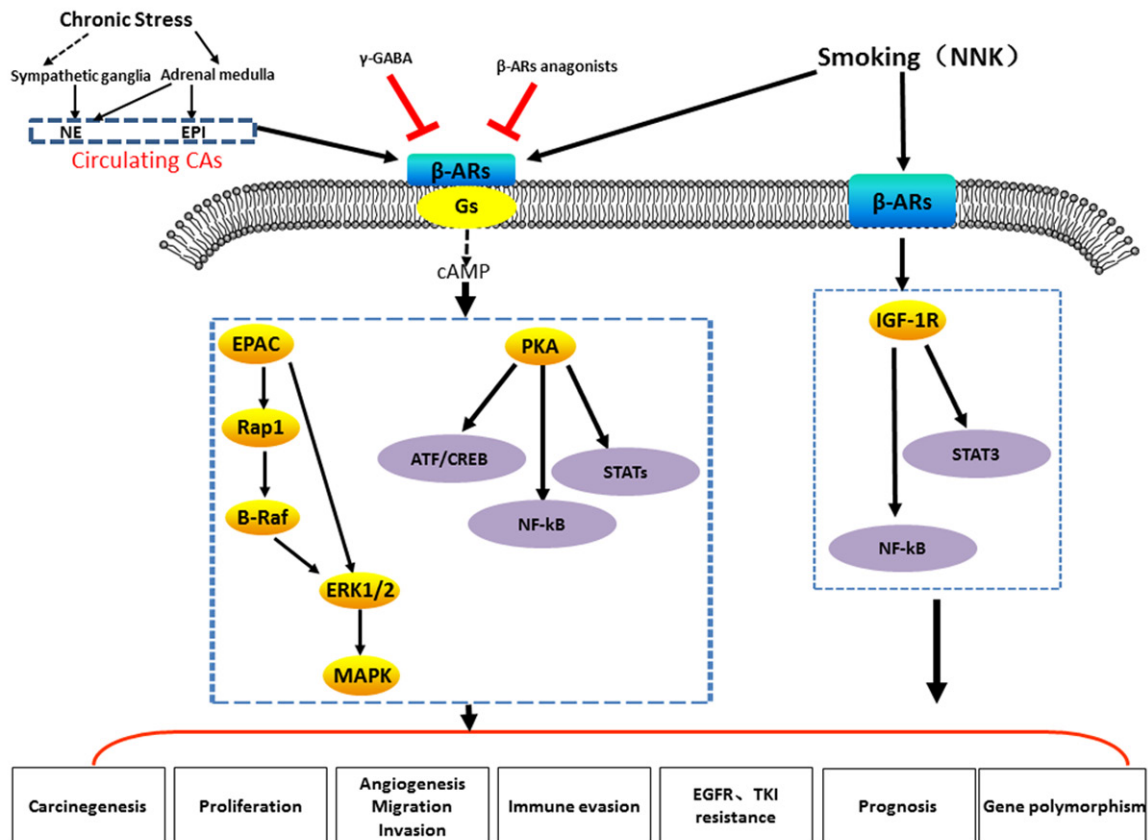 Chronic Stress
Sympathetic ganglia
Adrenal medulla
NE
EPI
Circulating CAs
γ-GABA
β-ARs anagonists
Smoking（NNK）
β-ARs
Gs
cAMP
β-ARs
EPAC
Rap1
B-Raf
ERK1/2
MAPK
PKA
ATF/CREB
STATs
NF-kB
IGF-1R
STAT3
NF-kB
Carcinegenesis
Proliferation
Angiogenesis
Migration
Invasion
Immune evasion
EGFR、TKI
resistance
Prognosis
Gene polymorphism